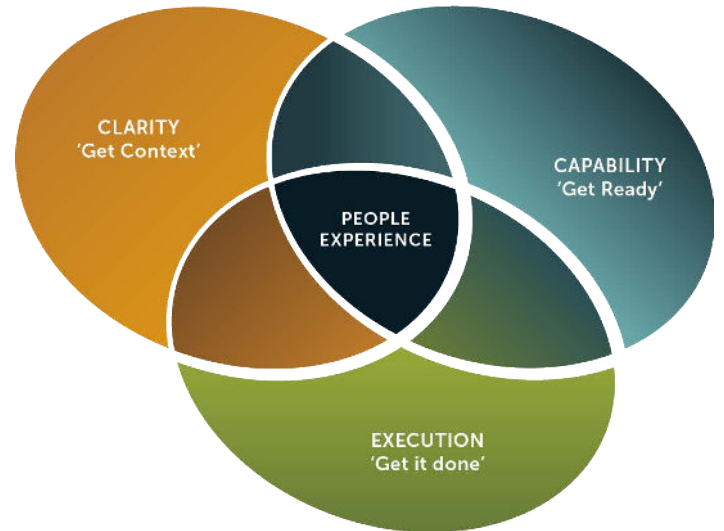 CLARITY
'Get Context'
CAPABILITY
'Get Ready'
PEOPLE
EXPERIENCE
EXECUTION
'Get it done'